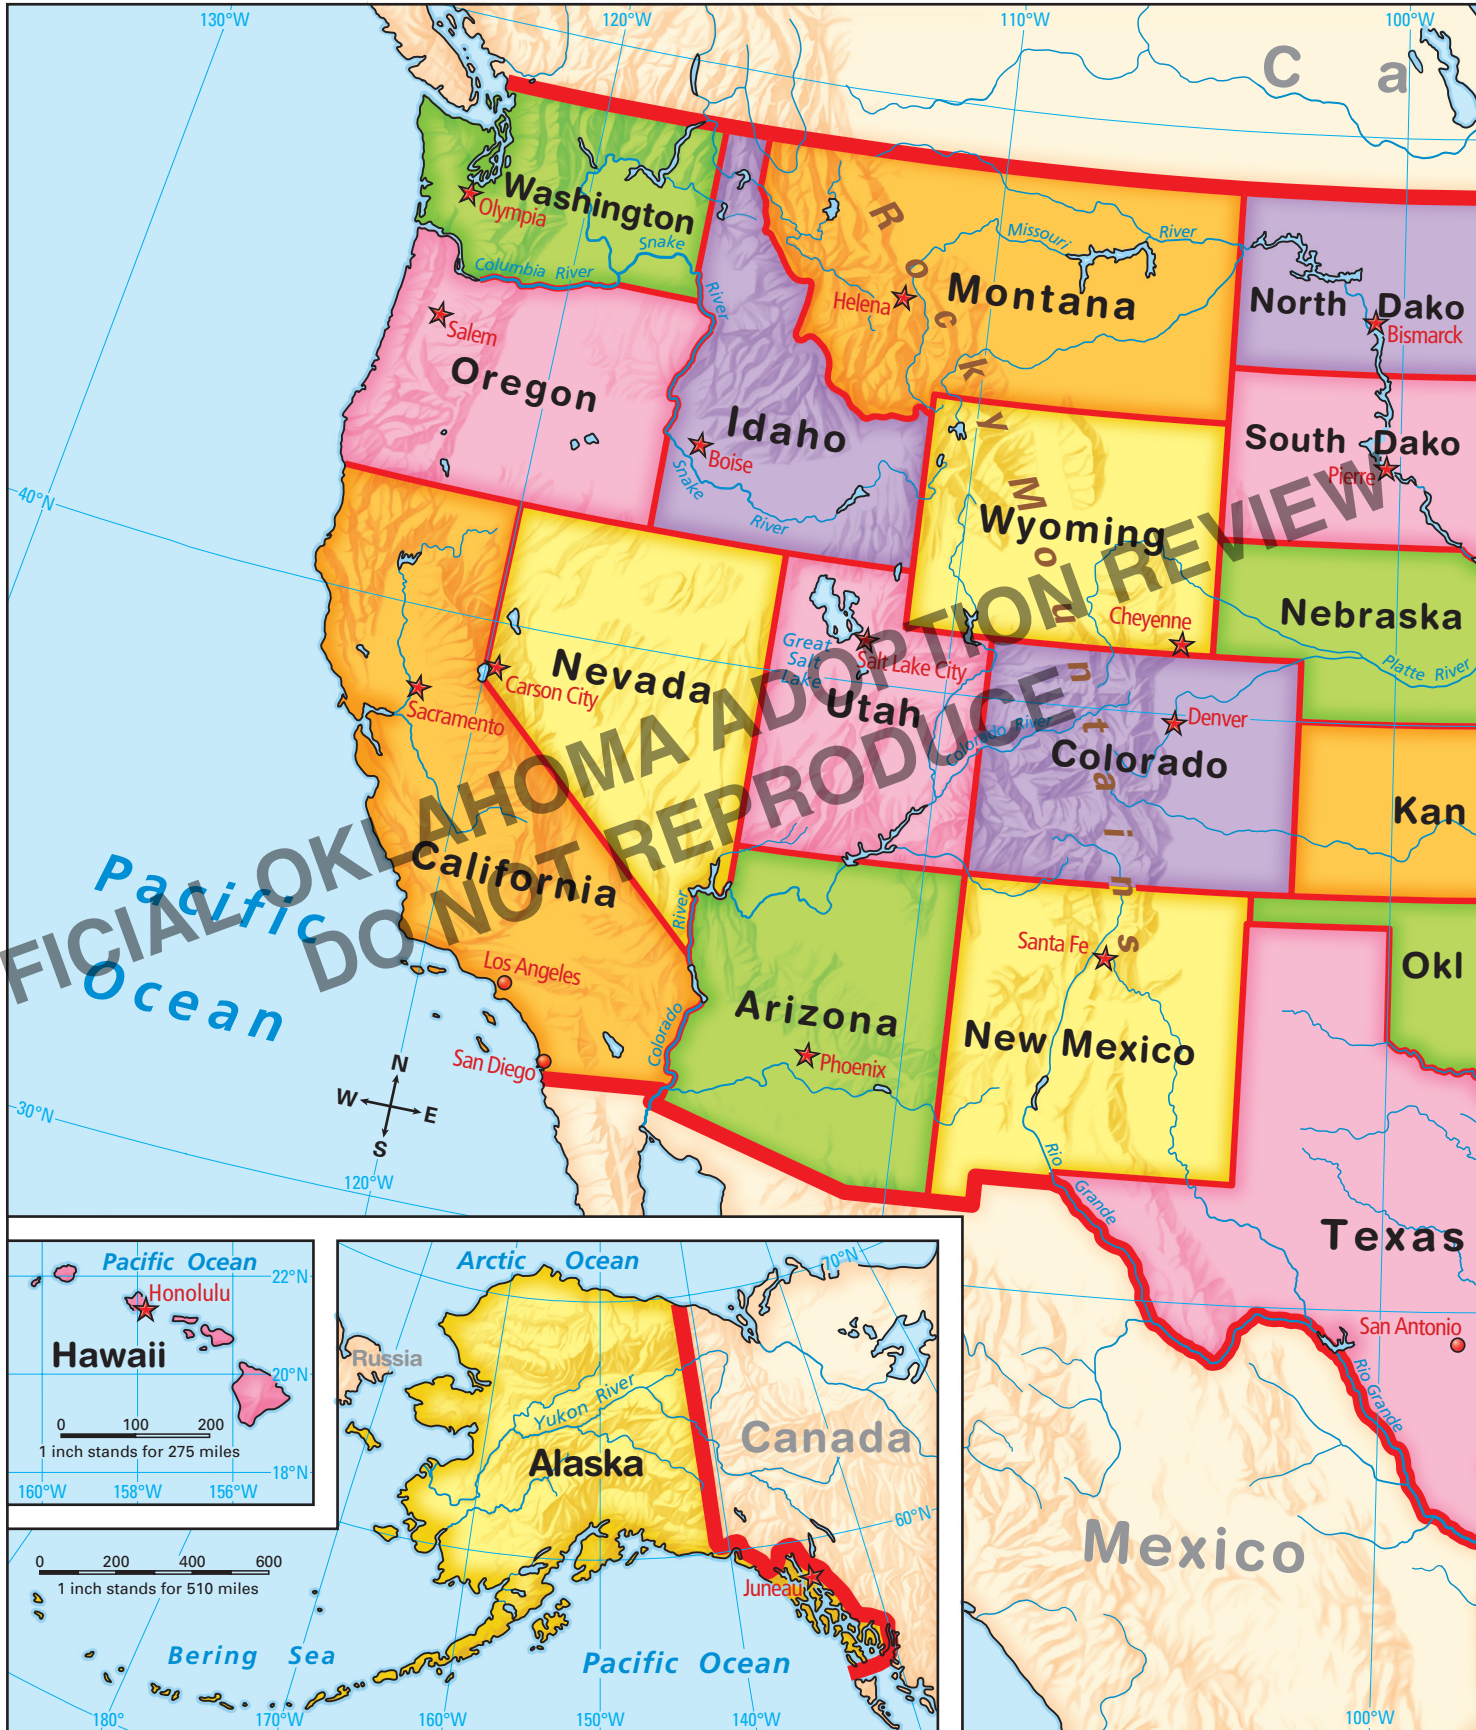 130°W
120°W
110°W
100°W
C a
Washington
Olympia
Snake
River
Columbia River
Rocky Mountains
Missouri
River
Helena
Montana
North Dako
Bismarck
Salem
Oregon
Idaho
Boise
Snake
River
South Dako
Pierre
Wyoming
Cheyenne
Nebraska
Platte River
40°N
Nevada
Carson City
Sacramento
Great
Salt
Lake
Salt Lake City
Utah
Colorado River
Denver
Colorado
Kan
California
Pacific
Ocean
FICIAL OKLAHOMA ADOPTION REVIEW
DO NOT REPRODUCE
River
Colorado
Los Angeles
San Diego
Arizona
Phoenix
Santa Fe
New Mexico
Okl
N
W
E
S
30°N
120°W
Rio
Grande
Texas
San Antonio
Rio Grande
Mexico
100°W
Pacific Ocean
22°N
Honolulu
Hawaii
20°N
0 100 200
1 inch stands for 275 miles
18°N
160°W
158°W
156°W
Arctic Ocean
70°N
Russia
Yukon River
Alaska
Canada
60°N
Juneau
0 200 400 600
1 inch stands for 510 miles
Bering Sea
Pacific Ocean
180°
170°W
160°W
150°W
140°W